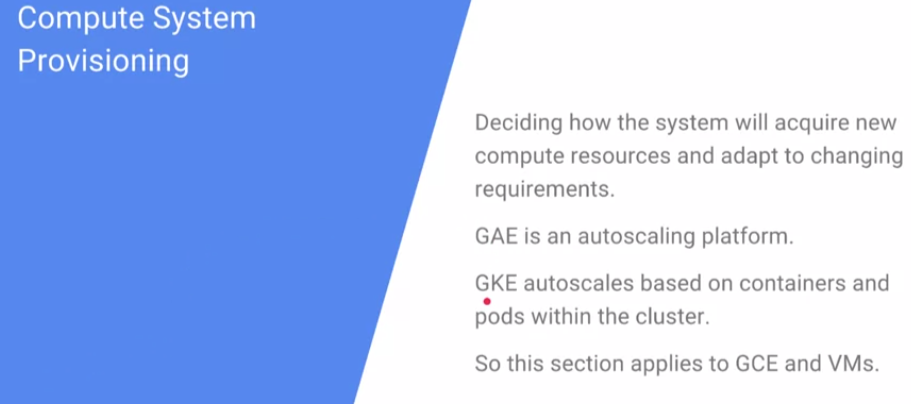 Compute System
Provisioning
Deciding how the system will acquire new
compute resources and adapt to changing
requirements.
GAE is an autoscaling platform.
GKE autoscales based on containers and
pods within the cluster.
So this section applies to GCE and VMs.